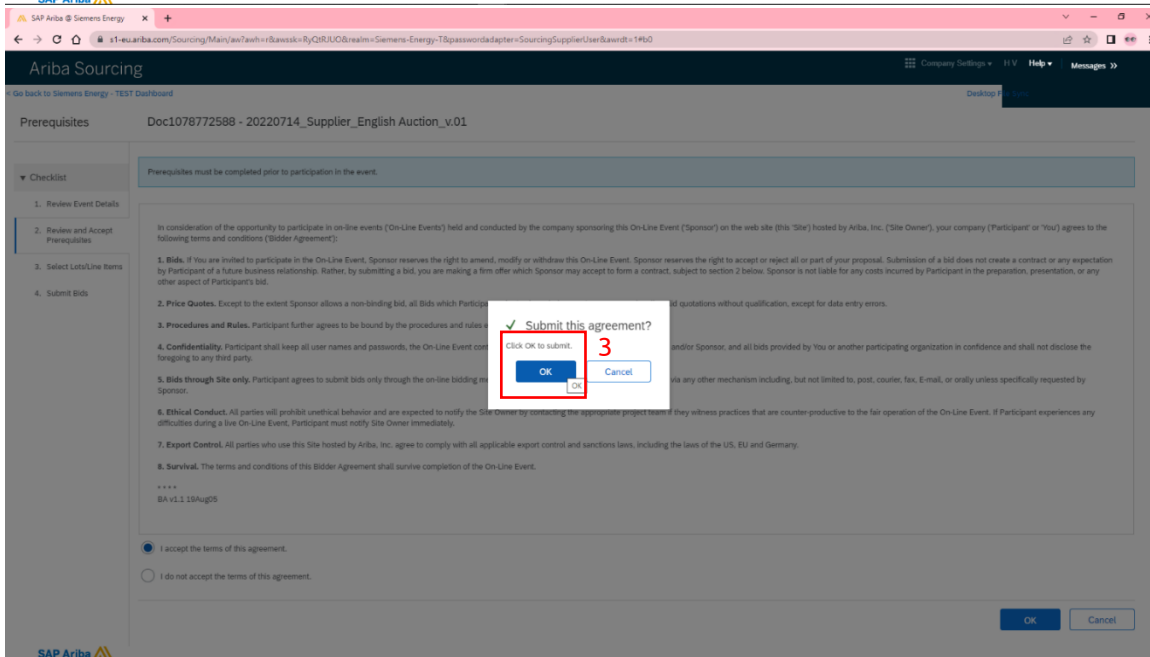 SAP Ariba
SAP Ariba @ Siemens Energy
s1-eu.ariba.com/Sourcing/Main/aw?awh=r&awssk=RyQtRJUO&realm=Siemens-Energy-T&passwordadapter=SourcingSupplierUser&awrdt=1#b0
Ariba Sourcing
Company Settings
H V
Help
Messages
< Go back to Siemens Energy - TEST Dashboard
Desktop F
Prerequisites
Doc1078772588 - 20220714_Supplier_English Auction_v.01
Checklist
1. Review Event Details
2. Review and Accept
Prerequisites
3. Select Lots/Line Items
4. Submit Bids
Prerequisites must be completed prior to participation in the event.
In consideration of the opportunity to participate in on-line events ('On-Line Events') held and conducted by the company sponsoring this On-Line Event ('Sponsor') on the web site (this 'Site') hosted by Ariba, Inc. ('Site Owner'), your company ('Participant' or 'You') agrees to the
following terms and conditions ('Bidder Agreement'):
1. Bids. If You are invited to participate in the On-Line Event, Sponsor reserves the right to amend, modify or withdraw this On-Line Event. Sponsor reserves the right to accept or reject all or part of your proposal. Submission of a bid does not create a contract or any expectation
by Participant of a future business relationship. Rather, by submitting a bid, you are making a firm offer which Sponsor may accept to form a contract, subject to section 2 below. Sponsor is not liable for any costs incurred by Participant in the preparation, presentation, or any
other aspect of Participant's bid.
2. Price Quotes. Except to the extent Sponsor allows a non-binding bid, all Bids which Particip
d quotations without qualification, except for data entry errors.
3. Procedures and Rules. Participant further agrees to be bound by the procedures and rules
4. Confidentiality. Participant shall keep all user names and passwords, the On-Line Event con
and/or Sponsor, and all bids provided by You or another participating organization in confidence and shall not disclose the
foregoing to any third party.
5. Bids through Site only. Participant agrees to submit bids only through the on-line bidding me
via any other mechanism including, but not limited to, post, courier, fax, E-mail, or orally unless specifically requested by
Sponsor.
6. Ethical Conduct. All parties will prohibit unethical behavior and are expected to notify the Site Owner by contacting the appropriate project team if they witness practices that are counter-productive to the fair operation of the On-Line Event. If Participant experiences any
difficulties during a live On-Line Event, Participant must notify Site Owner immediately.
7. Export Control. All parties who use this Site hosted by Ariba, Inc. agree to comply with all applicable export control and sanctions laws, including the laws of the US, EU and Germany.
8. Survival. The terms and conditions of this Bidder Agreement shall survive completion of the On-Line Event.
* * * *
BA v1.1 19Aug05
Submit this agreement?
Click OK to submit.
3
OK
Cancel
OK
I accept the terms of this agreement.
I do not accept the terms of this agreement.
OK
Cancel
SAP Ariba